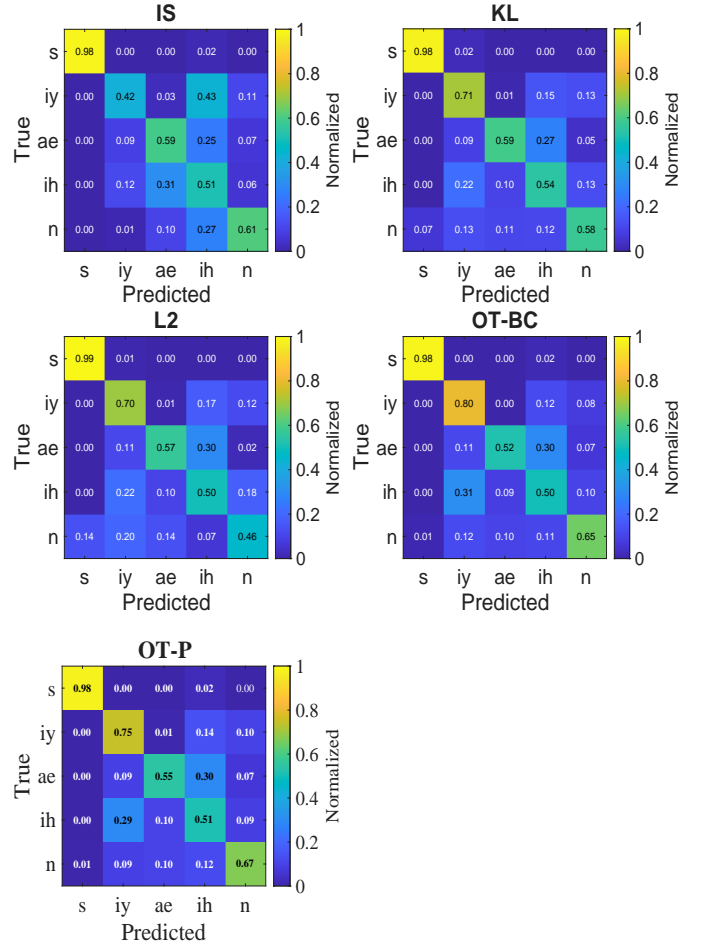 IS
s 0.98 0.00 0.00 0.02 0.00
iy 0.00 0.42 0.03 0.43 0.11
ae 0.00 0.09 0.59 0.25 0.07
ih 0.00 0.12 0.31 0.51 0.06
n 0.00 0.01 0.10 0.27 0.61
s iy ae ih n
Predicted
True
1
0.8
0.6
0.4
0.2
0
Normalized
KL
s 0.98 0.02 0.00 0.00 0.00
iy 0.00 0.71 0.01 0.15 0.13
ae 0.00 0.09 0.59 0.27 0.05
ih 0.00 0.22 0.10 0.54 0.13
n 0.07 0.13 0.11 0.12 0.58
s iy ae ih n
Predicted
True
1
0.8
0.6
0.4
0.2
0
Normalized
L2
s 0.99 0.01 0.00 0.00 0.00
iy 0.00 0.70 0.01 0.17 0.12
ae 0.00 0.11 0.57 0.30 0.02
ih 0.00 0.22 0.10 0.50 0.18
n 0.14 0.20 0.14 0.07 0.46
s iy ae ih n
Predicted
True
1
0.8
0.6
0.4
0.2
0
Normalized
OT-BC
s 0.98 0.00 0.00 0.02 0.00
iy 0.00 0.80 0.00 0.12 0.08
ae 0.00 0.11 0.52 0.30 0.07
ih 0.00 0.31 0.09 0.50 0.10
n 0.01 0.12 0.10 0.11 0.65
s iy ae ih n
Predicted
True
1
0.8
0.6
0.4
0.2
0
Normalized
OT-P
s 0.98 0.00 0.00 0.02 0.00
iy 0.00 0.75 0.01 0.14 0.10
ae 0.00 0.09 0.55 0.30 0.07
ih 0.00 0.29 0.10 0.51 0.09
n 0.01 0.09 0.10 0.12 0.67
s iy ae ih n
Predicted
True
1
0.8
0.6
0.4
0.2
0
Normalized